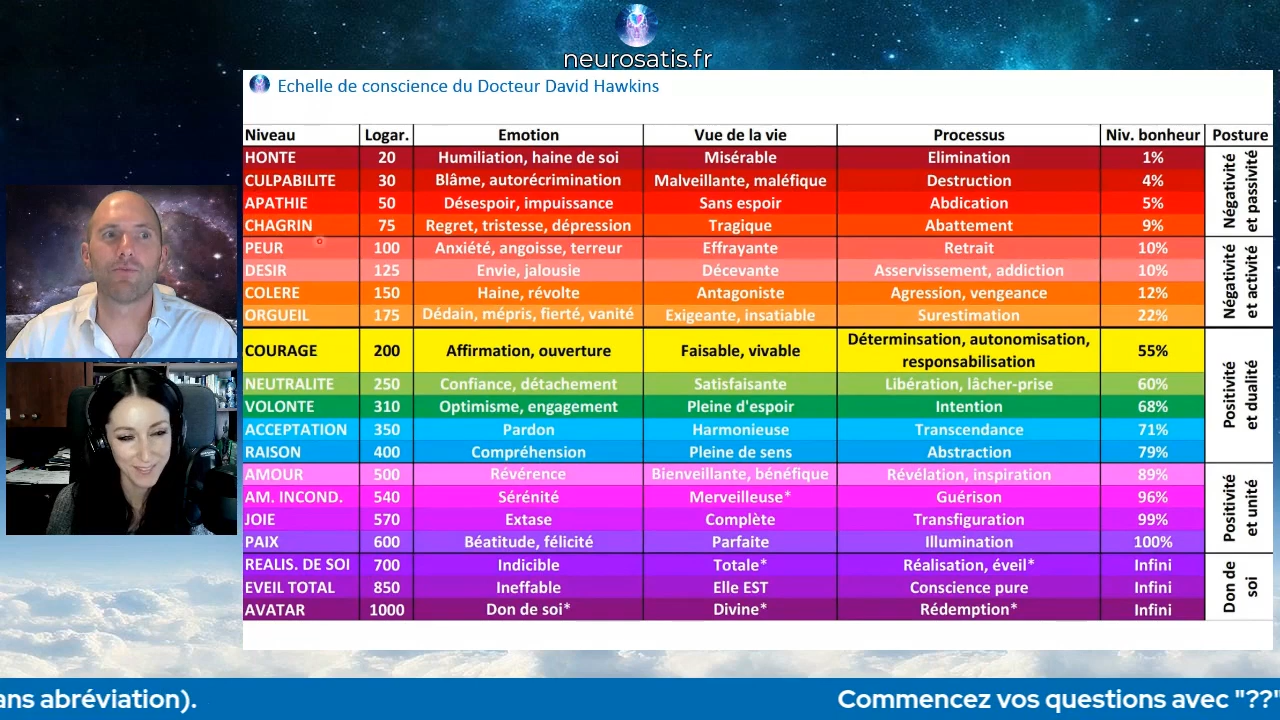 neurosatis.fr
Echelle de conscience du Docteur David Hawkins
Niveau Logar. Emotion Vue de la vie Processus Niv. bonheur Posture
HONTE 20 Humiliation, haine de soi Misérable Elimination 1%
CULPABILITE 30 Blâme, autorécrimination Malveillante, maléfique Destruction 4%
APATHIE 50 Désespoir, impuissance Sans espoir Abdication 5%
CHAGRIN 75 Regret, tristesse, dépression Tragique Abattement 9%
Négativité
et passivité
PEUR 100 Anxiété, angoisse, terreur Effrayante Retrait 10%
DESIR 125 Envie, jalousie Décevante Asservissement, addiction 10%
COLERE 150 Haine, révolte Antagoniste Agression, vengeance 12%
ORGUEIL 175 Dédain, mépris, fierté, vanité Exigeante, insatiable Surestimation 22%
Négativité
et activité
COURAGE 200 Affirmation, ouverture Faisable, vivable Détermination, autonomisation,
responsabilisation 55%
NEUTRALITE 250 Confiance, détachement Satisfaisante Libération, lâcher-prise 60%
VOLONTE 310 Optimisme, engagement Pleine d'espoir Intention 68%
ACCEPTATION 350 Pardon Harmonieuse Transcendance 71%
RAISON 400 Compréhension Pleine de sens Abstraction 79%
Positivité
et dualité
AMOUR 500 Révérence Bienveillante, bénéfique Révélation, inspiration 89%
AM. INCOND. 540 Sérénité Merveilleuse* Guérison 96%
JOIE 570 Extase Complète Transfiguration 99%
PAIX 600 Béatitude, félicité Parfaite Illumination 100%
Positivité
et unité
REALIS. DE SOI 700 Indicible Totale* Réalisation, éveil* Infini
EVEIL TOTAL 850 Ineffable Elle EST Conscience pure Infini
AVATAR 1000 Don de soi* Divine* Rédemption* Infini
Don de
soi
ans abréviation). Commencez vos questions avec "??"